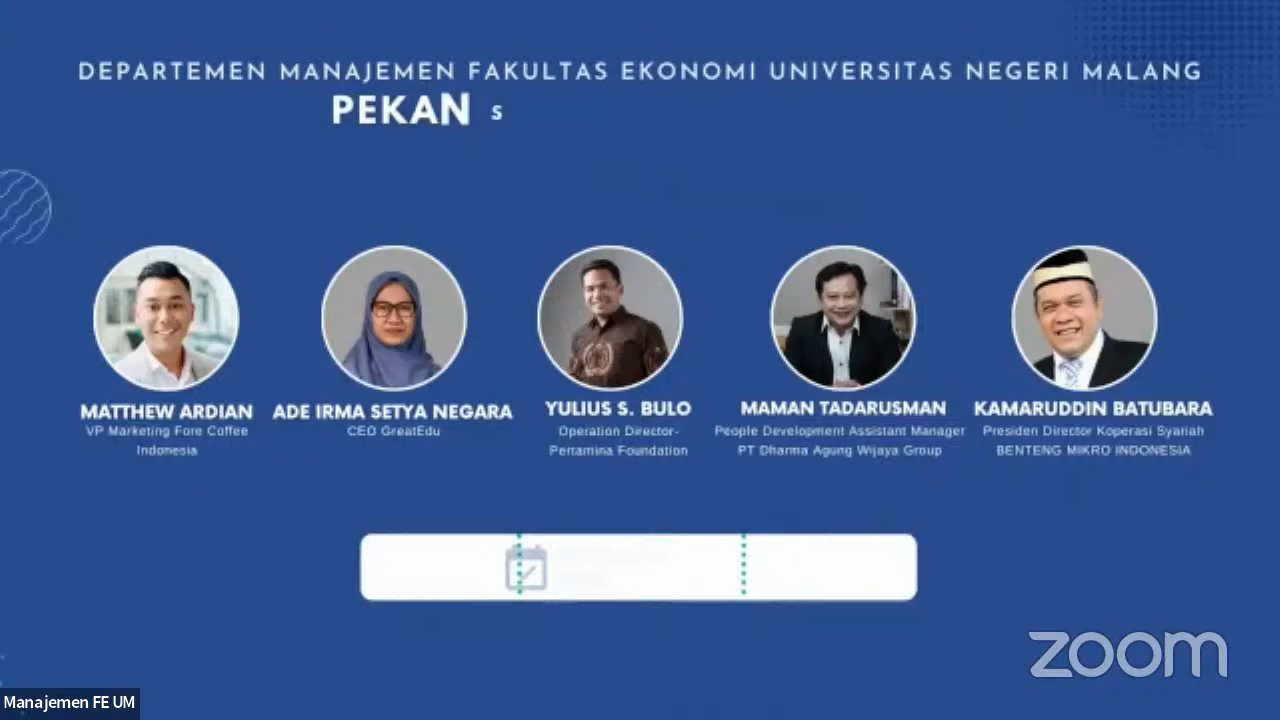 DEPARTEMEN MANAJEMEN FAKULTAS EKONOMI UNIVERSITAS NEGERI MALANG
PEKAN S
MATTHEW ARDIAN
VP Marketing Fore Coffee
Indonesia
ADE IRMA SETYA NEGARA
CEO GreatEdu
YULIUS S. BULO
Operation Director-
Pertamina Foundation
MAMAN TADARUSMAN
People Development Assistant Manager
PT Dharma Agung Wijaya Group
KAMARUDDIN BATUBARA
Presiden Director Koperasi Syariah
BENTENG MIKRO INDONESIA
zoom
Manajemen FE UM